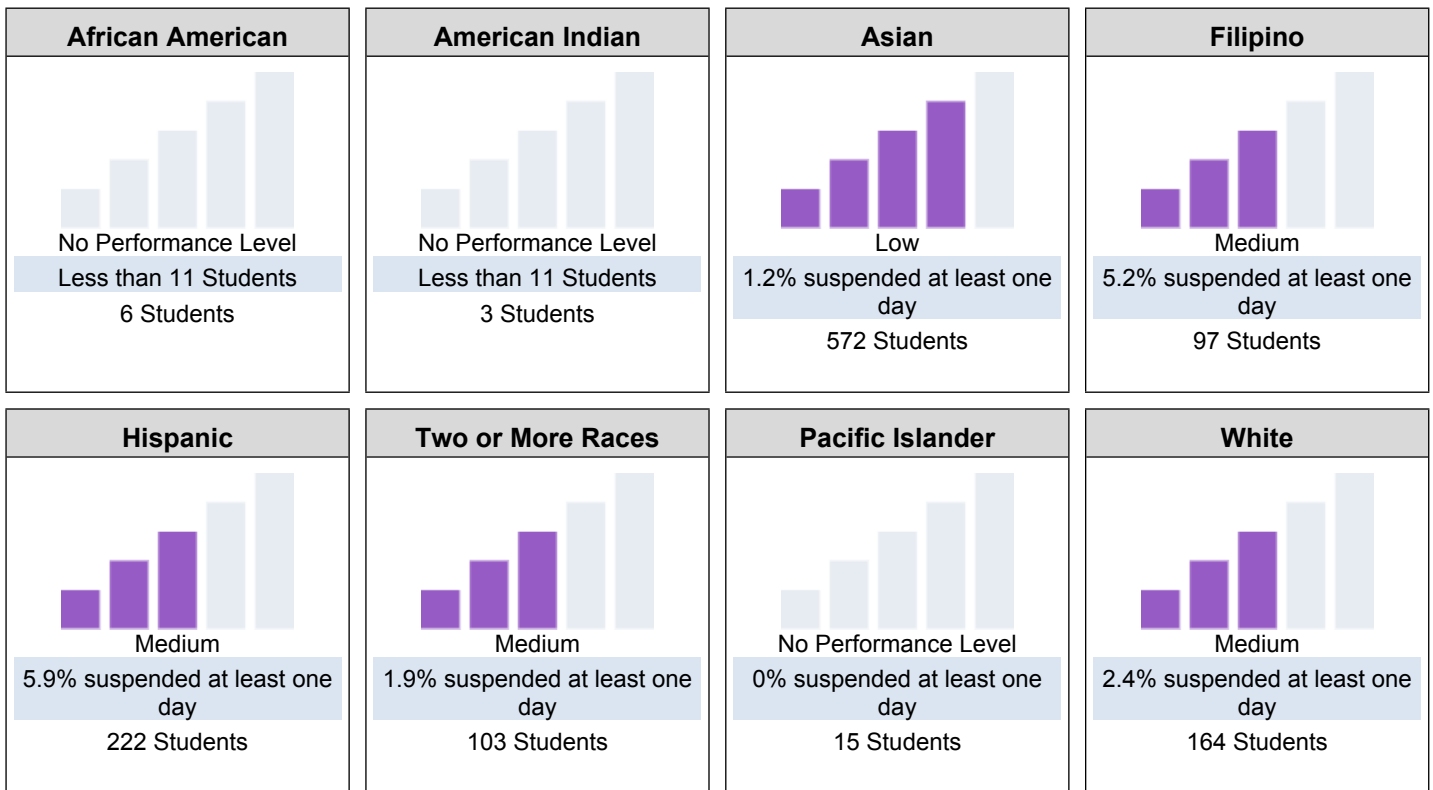 African American
No Performance Level
Less than 11 Students
6 Students
American Indian
No Performance Level
Less than 11 Students
3 Students
Asian
Low
1.2% suspended at least one
day
572 Students
Filipino
Medium
5.2% suspended at least one
day
97 Students
Hispanic
Medium
5.9% suspended at least one
day
222 Students
Two or More Races
Medium
1.9% suspended at least one
day
103 Students
Pacific Islander
No Performance Level
0% suspended at least one
day
15 Students
White
Medium
2.4% suspended at least one
day
164 Students